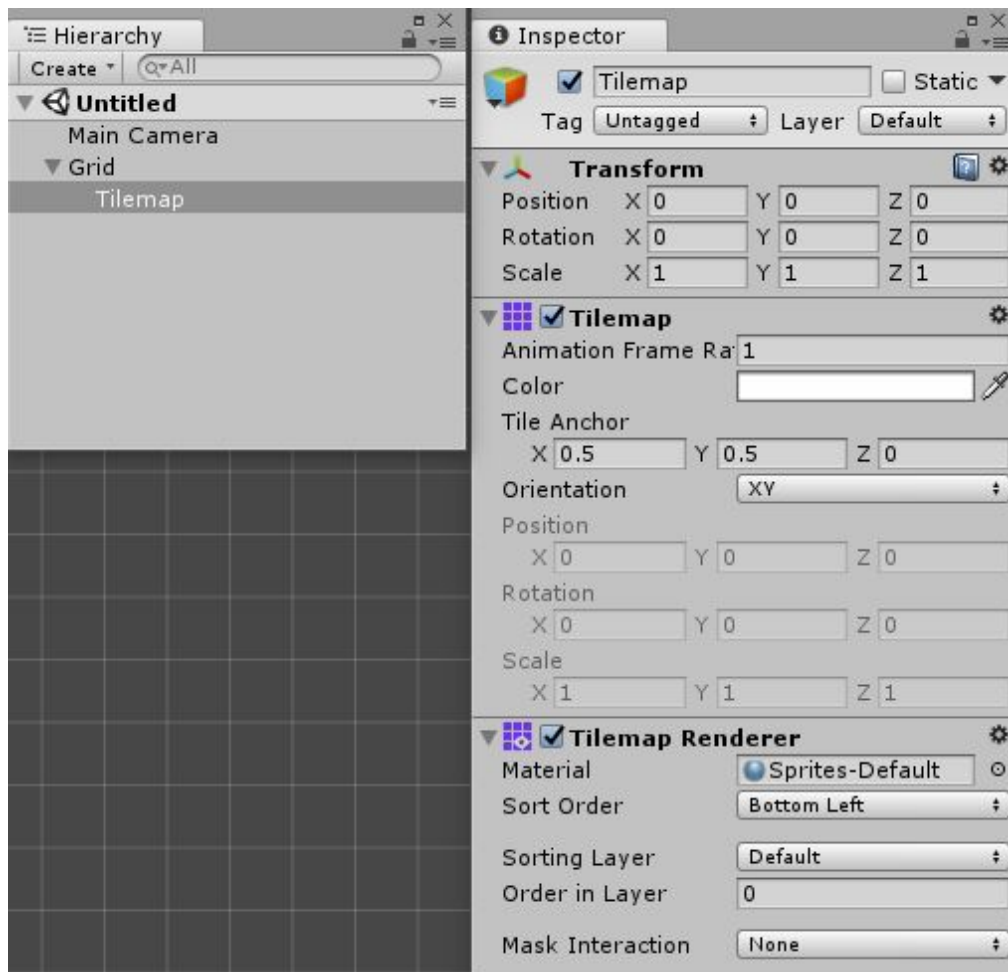 Hierarchy
Create All
Untitled
Main Camera
Grid
Tilemap
Inspector
Tilemap Static
Tag Untagged Layer Default
Transform
Position X 0 Y 0 Z 0
Rotation X 0 Y 0 Z 0
Scale X 1 Y 1 Z 1
Tilemap
Animation Frame Ra 1
Color
Tile Anchor
X 0.5 Y 0.5 Z 0
Orientation XY
Position
X 0 Y 0 Z 0
Rotation
X 0 Y 0 Z 0
Scale
X 1 Y 1 Z 1
Tilemap Renderer
Material Sprites-Default
Sort Order Bottom Left
Sorting Layer Default
Order in Layer 0
Mask Interaction None